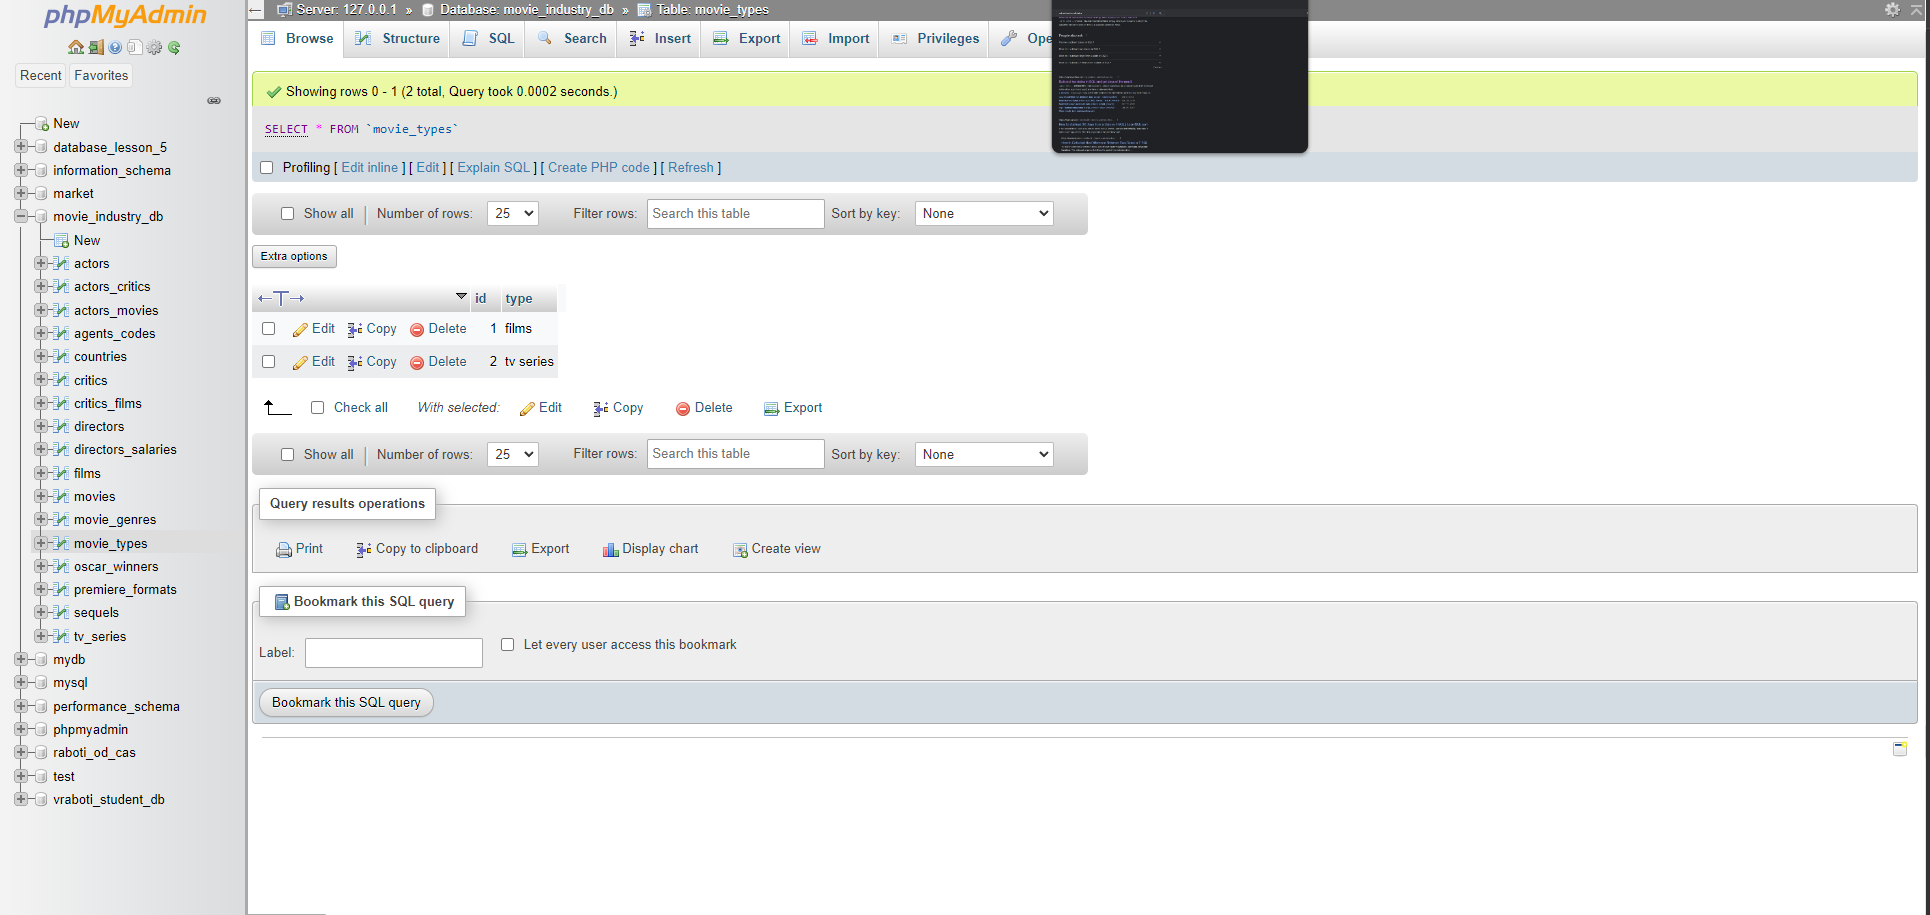 phpMyAdmin
Recent
Favorites
New
database_lesson_5
information_schema
market
movie_industry_db
New
actors
actors_critics
actors_movies
agents_codes
countries
critics
critics_films
directors
directors_salaries
films
movies
movie_genres
movie_types
oscar_winners
premiere_formats
sequels
tv_series
mydb
mysql
performance_schema
phpmyadmin
raboti_od_cas
test
vraboti_student_db
Server: 127.0.0.1 » Database: movie_industry_db » Table: movie_types
Browse Structure SQL Search Insert Export Import Privileges Ope
Showing rows 0 - 1 (2 total, Query took 0.0002 seconds.)
SELECT * FROM `movie_types`
Profiling [ Edit inline ] [ Edit ] [ Explain SQL ] [ Create PHP code ] [ Refresh ]
Show all | Number of rows: 25 Filter rows: Search this table Sort by key: None
Extra options
←T→ id type
Edit Copy Delete 1 films
Edit Copy Delete 2 tv series
Check all With selected: Edit Copy Delete Export
Show all | Number of rows: 25 Filter rows: Search this table Sort by key: None
Query results operations
Print Copy to clipboard Export Display chart Create view
Bookmark this SQL query
Label: Let every user access this bookmark
Bookmark this SQL query